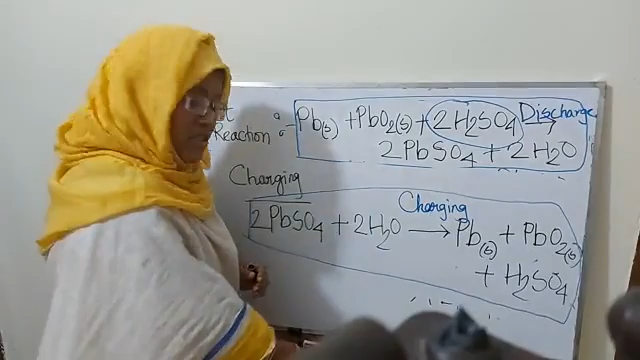 Pb(s) + PbO2(s) + 2H2SO4 Discharge →
Reaction :-
2PbSO4 + 2H2O
Charging
2PbSO4 + 2H2O Charging → Pb(s) + PbO2(s)
+ H2SO4